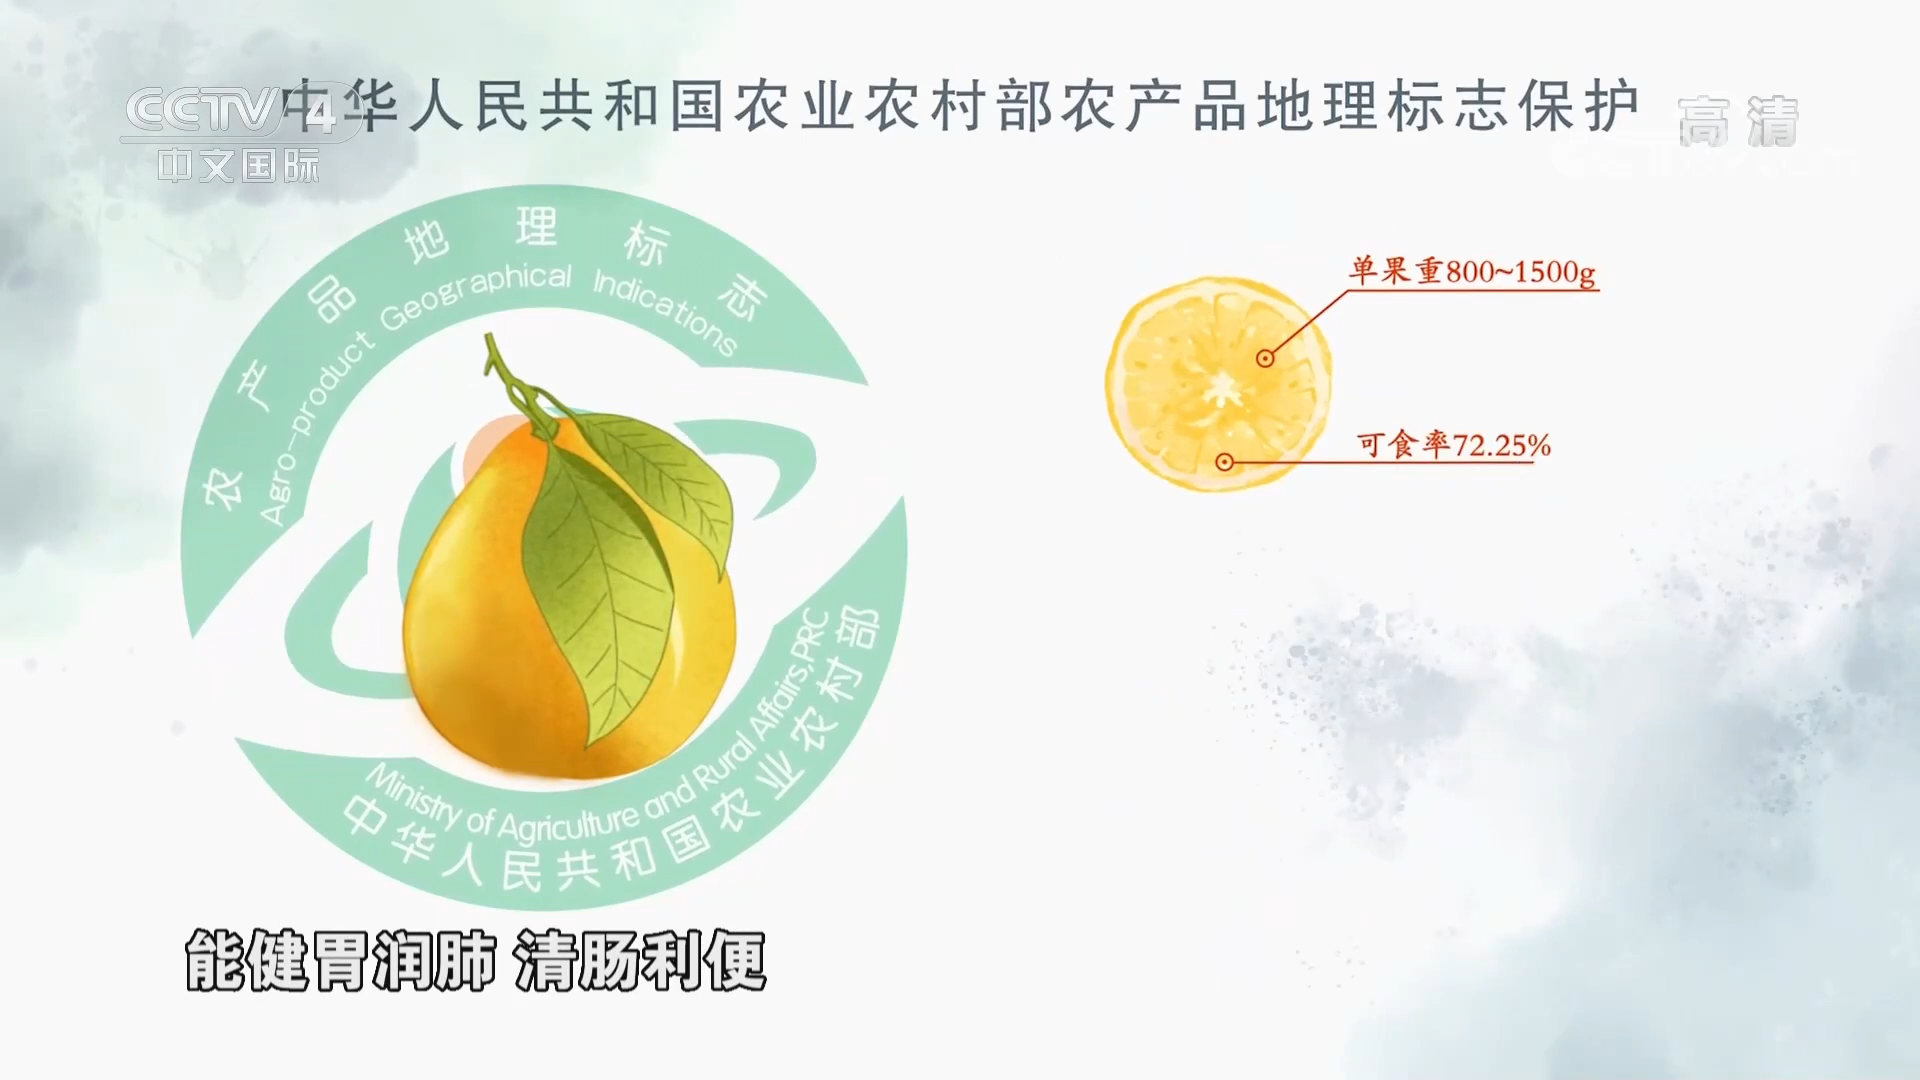 中华人民共和国农业农村部农产品地理标志保护
CCTV 4
中文国际
高清
农产品地理标志
Agro-product Geographical Indications
单果重800~1500g
可食率72.25%
Ministry of Agriculture and Rural Affairs,PRC
中华人民共和国农业农村部
能健胃润肺 清肠利便